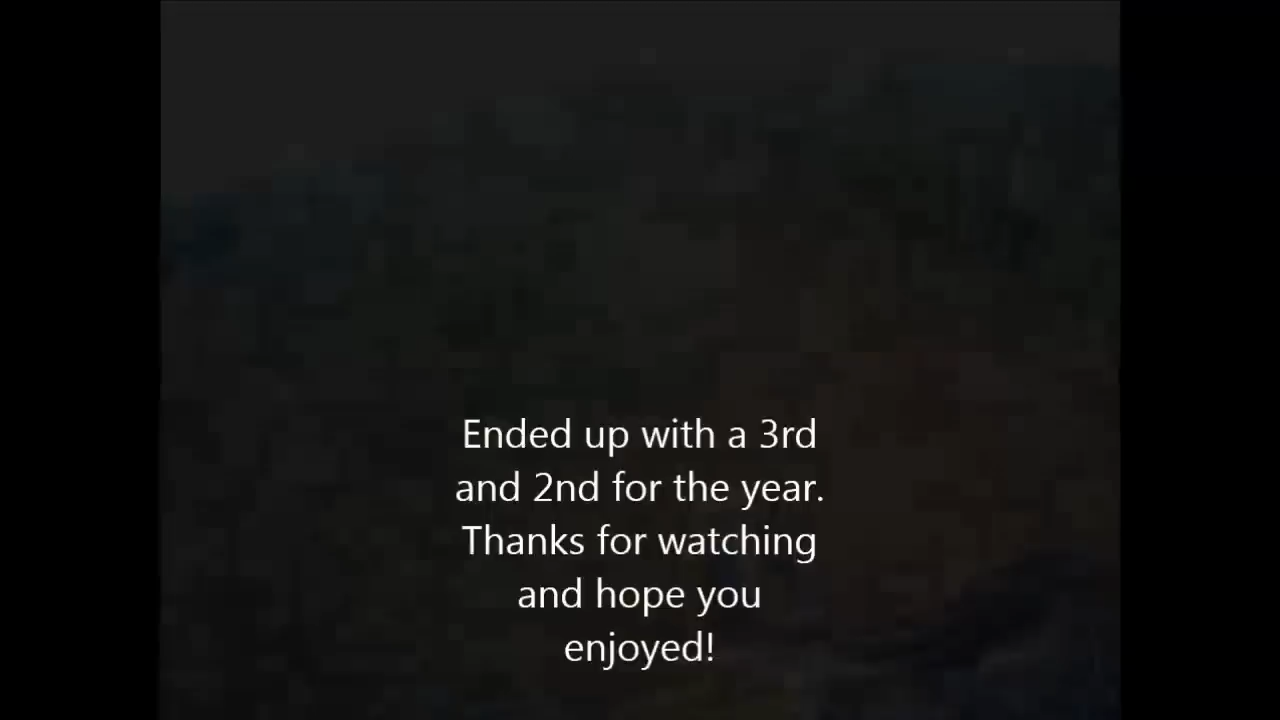 Ended up with a 3rd
and 2nd for the year.
Thanks for watching
and hope you
enjoyed!